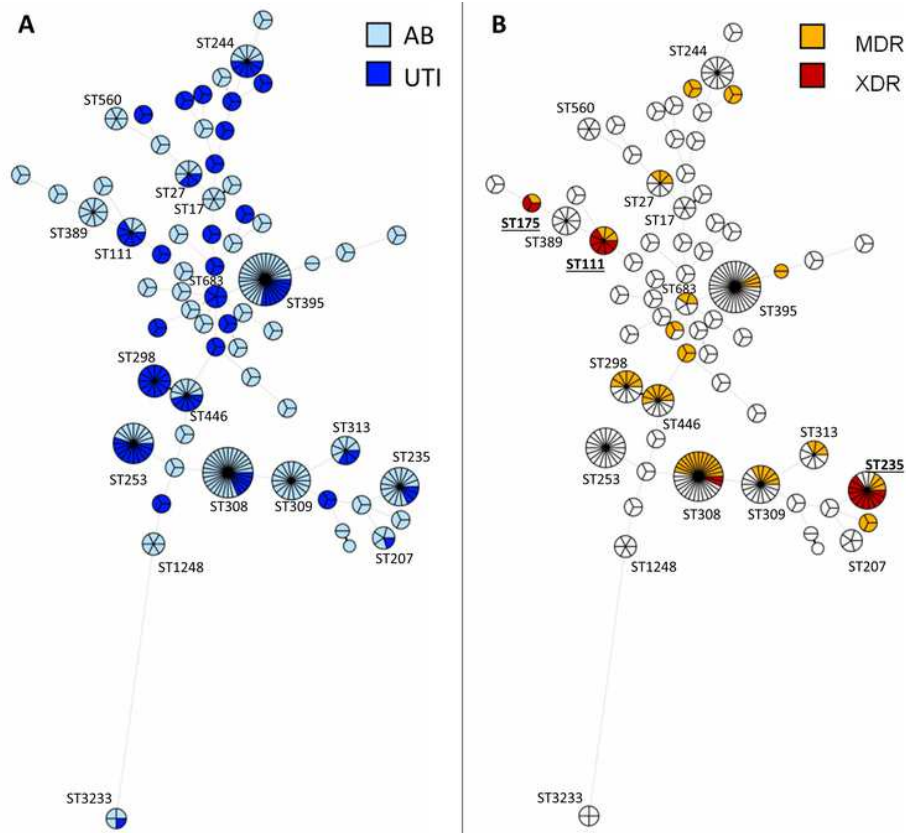 A
AB
UTI
ST244
ST560
ST27
ST17
ST389
ST111
ST683
ST395
ST298
ST446
ST313
ST253
ST235
ST308
ST309
ST207
ST1248
ST3233
B
MDR
XDR
ST244
ST560
ST27
ST17
ST175
ST389
ST111
ST683
ST395
ST298
ST446
ST313
ST253
ST235
ST308
ST309
ST207
ST1248
ST3233